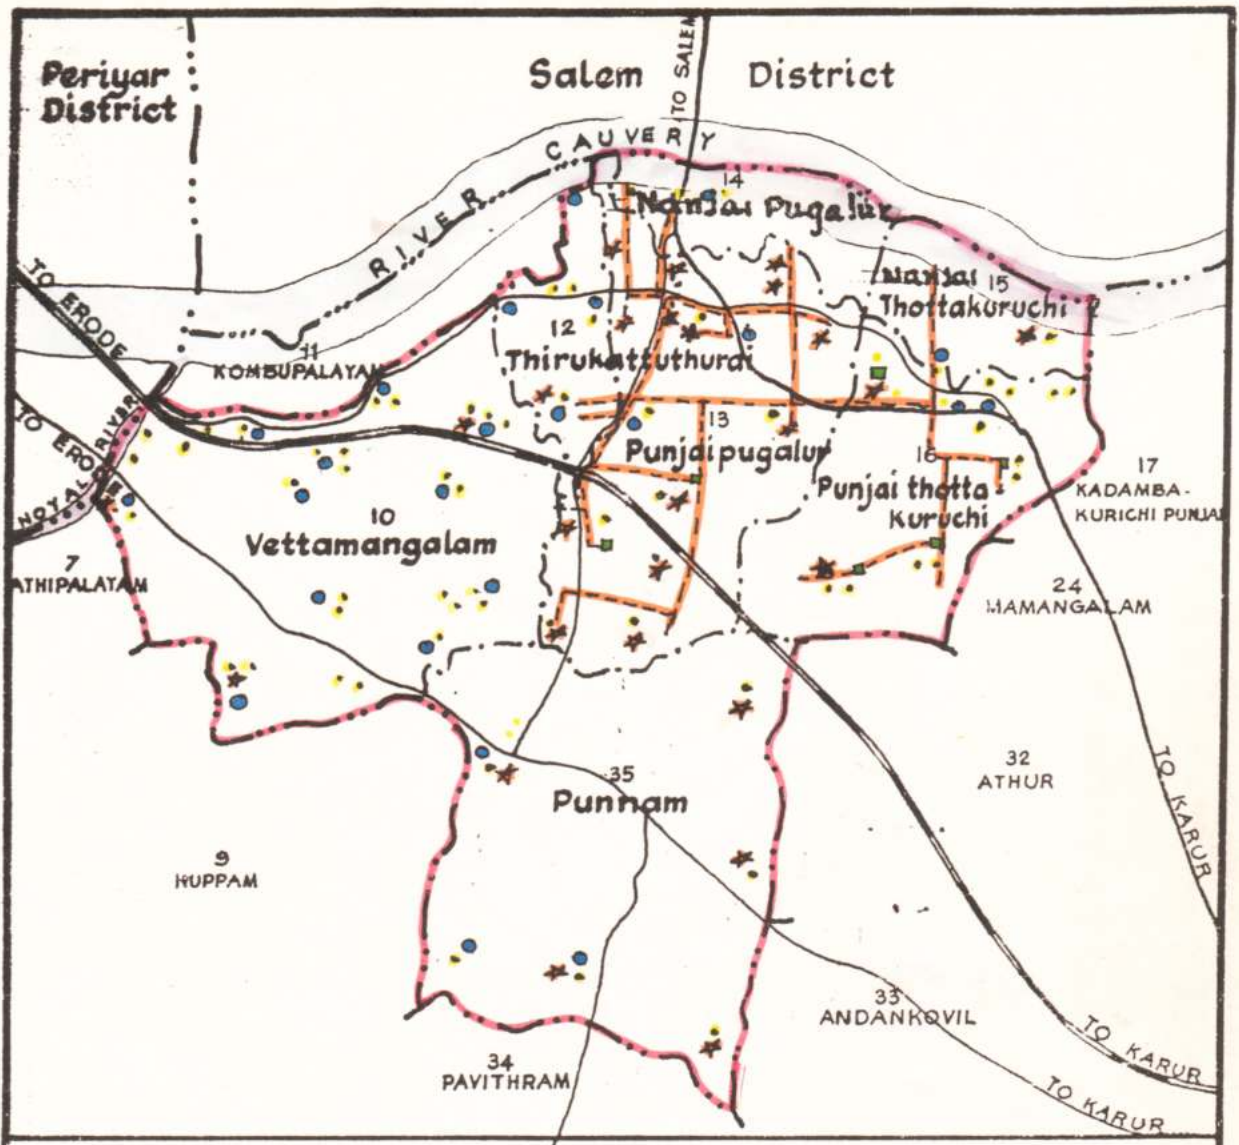 Periyar
District
Salem District
TO SALEM
RIVER CAUVERY
14
Nanjai Pugalur
TO ERODE
Nanjai 15
Thottakuruchi
12
Thirukattuthurai
11
KOMBUPALAYAM
TO ERODE
NOYAL RIVER
13
Punjaipugalur
16
Punjai thotta-
Kuruchi
17
KADAMBA-
KURICHI PUNJAI
10
Vettamangalam
7
ATHIPALAYAM
24
MAMANGALAM
35
Punnam
32
ATHUR
TO KARUR
9
KUPPAM
33
ANDANKOVIL
TO KARUR
34
PAVITHRAM
TO KARUR